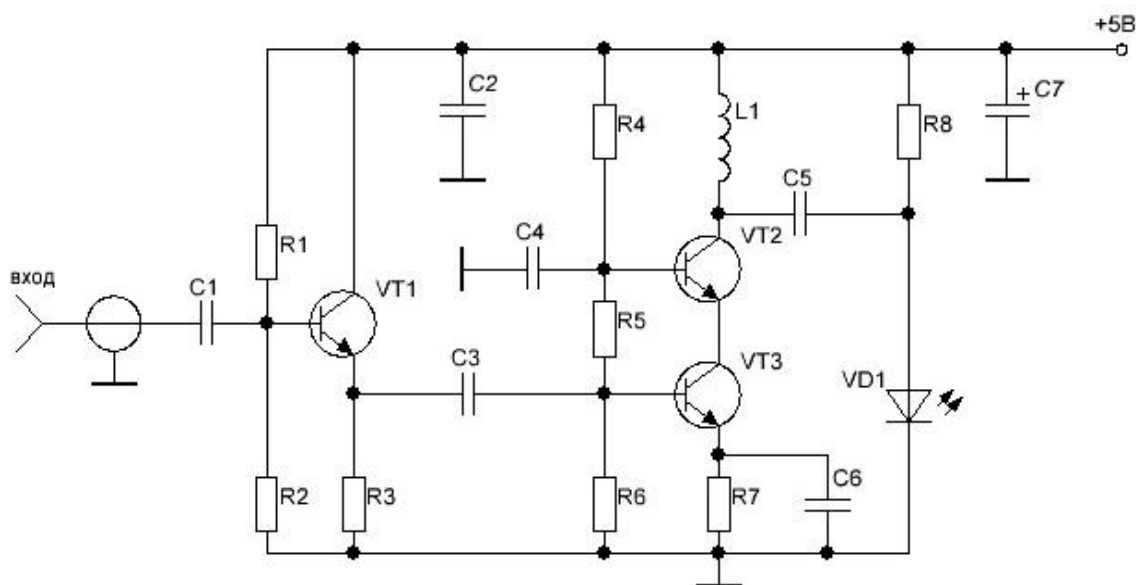 +5В
C2
C7
+
R4
L1
R8
C5
C4
VT2
R1
вход
C1
VT1
R5
C3
VT3
VD1
C6
R2
R3
R6
R7